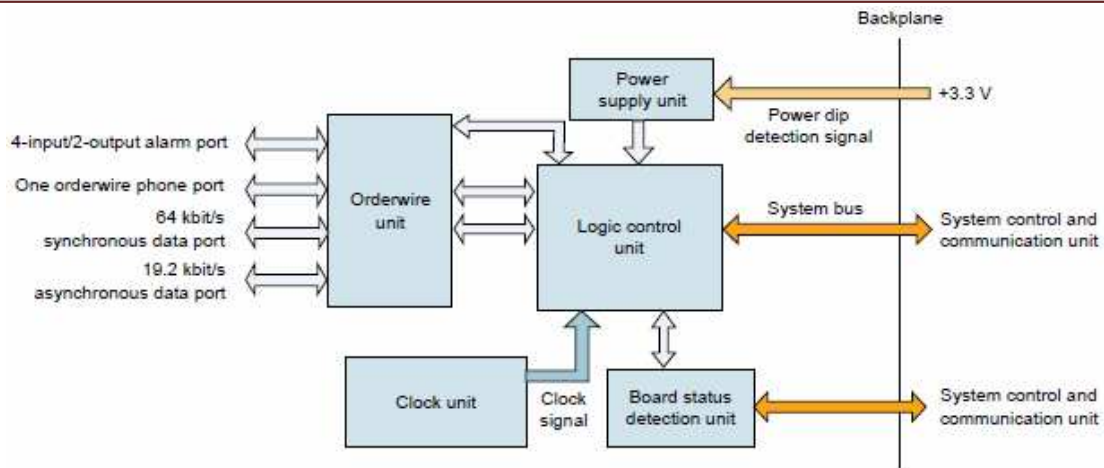 Backplane
Power
supply unit
+3.3 V
Power dip
detection signal
4-input/2-output alarm port
One orderwire phone port
64 kbit/s
synchronous data port
19.2 kbit/s
asynchronous data port
Orderwire
unit
Logic control
unit
System bus
System control and
communication unit
Clock unit
Clock
signal
Board status
detection unit
System control and
communication unit